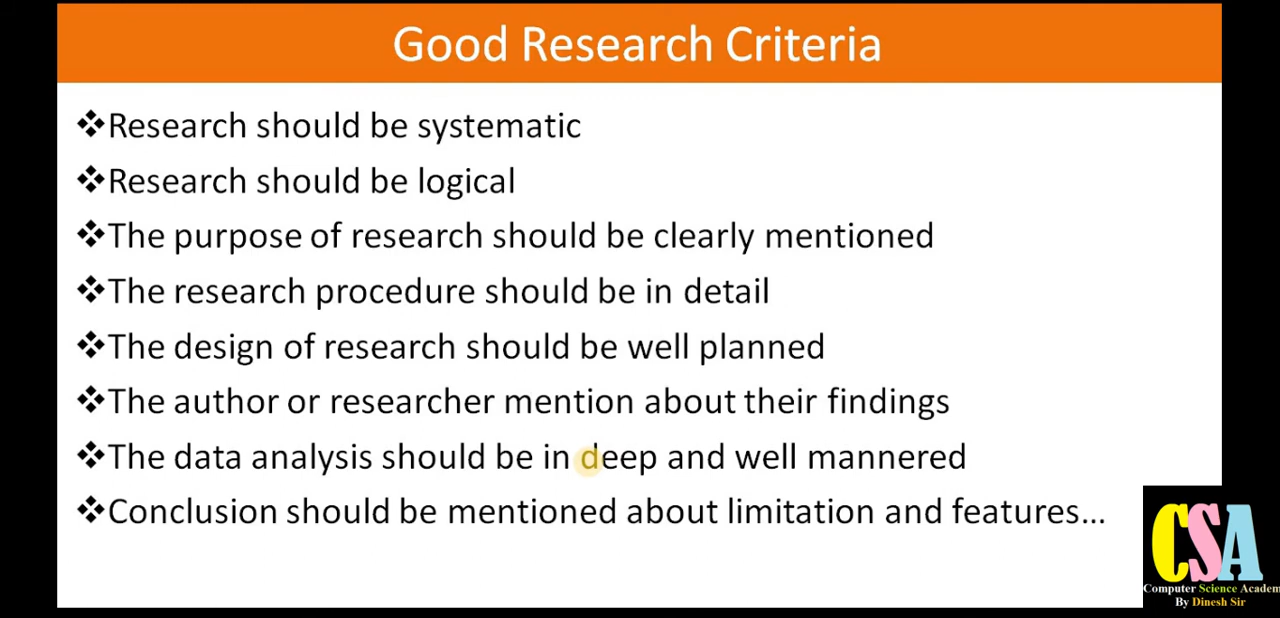 Good Research Criteria
❖Research should be systematic
❖Research should be logical
❖The purpose of research should be clearly mentioned
❖The research procedure should be in detail
❖The design of research should be well planned
❖The author or researcher mention about their findings
❖The data analysis should be in deep and well mannered
❖Conclusion should be mentioned about limitation and features...
CSA
Computer Science Academ
By Dinesh Sir